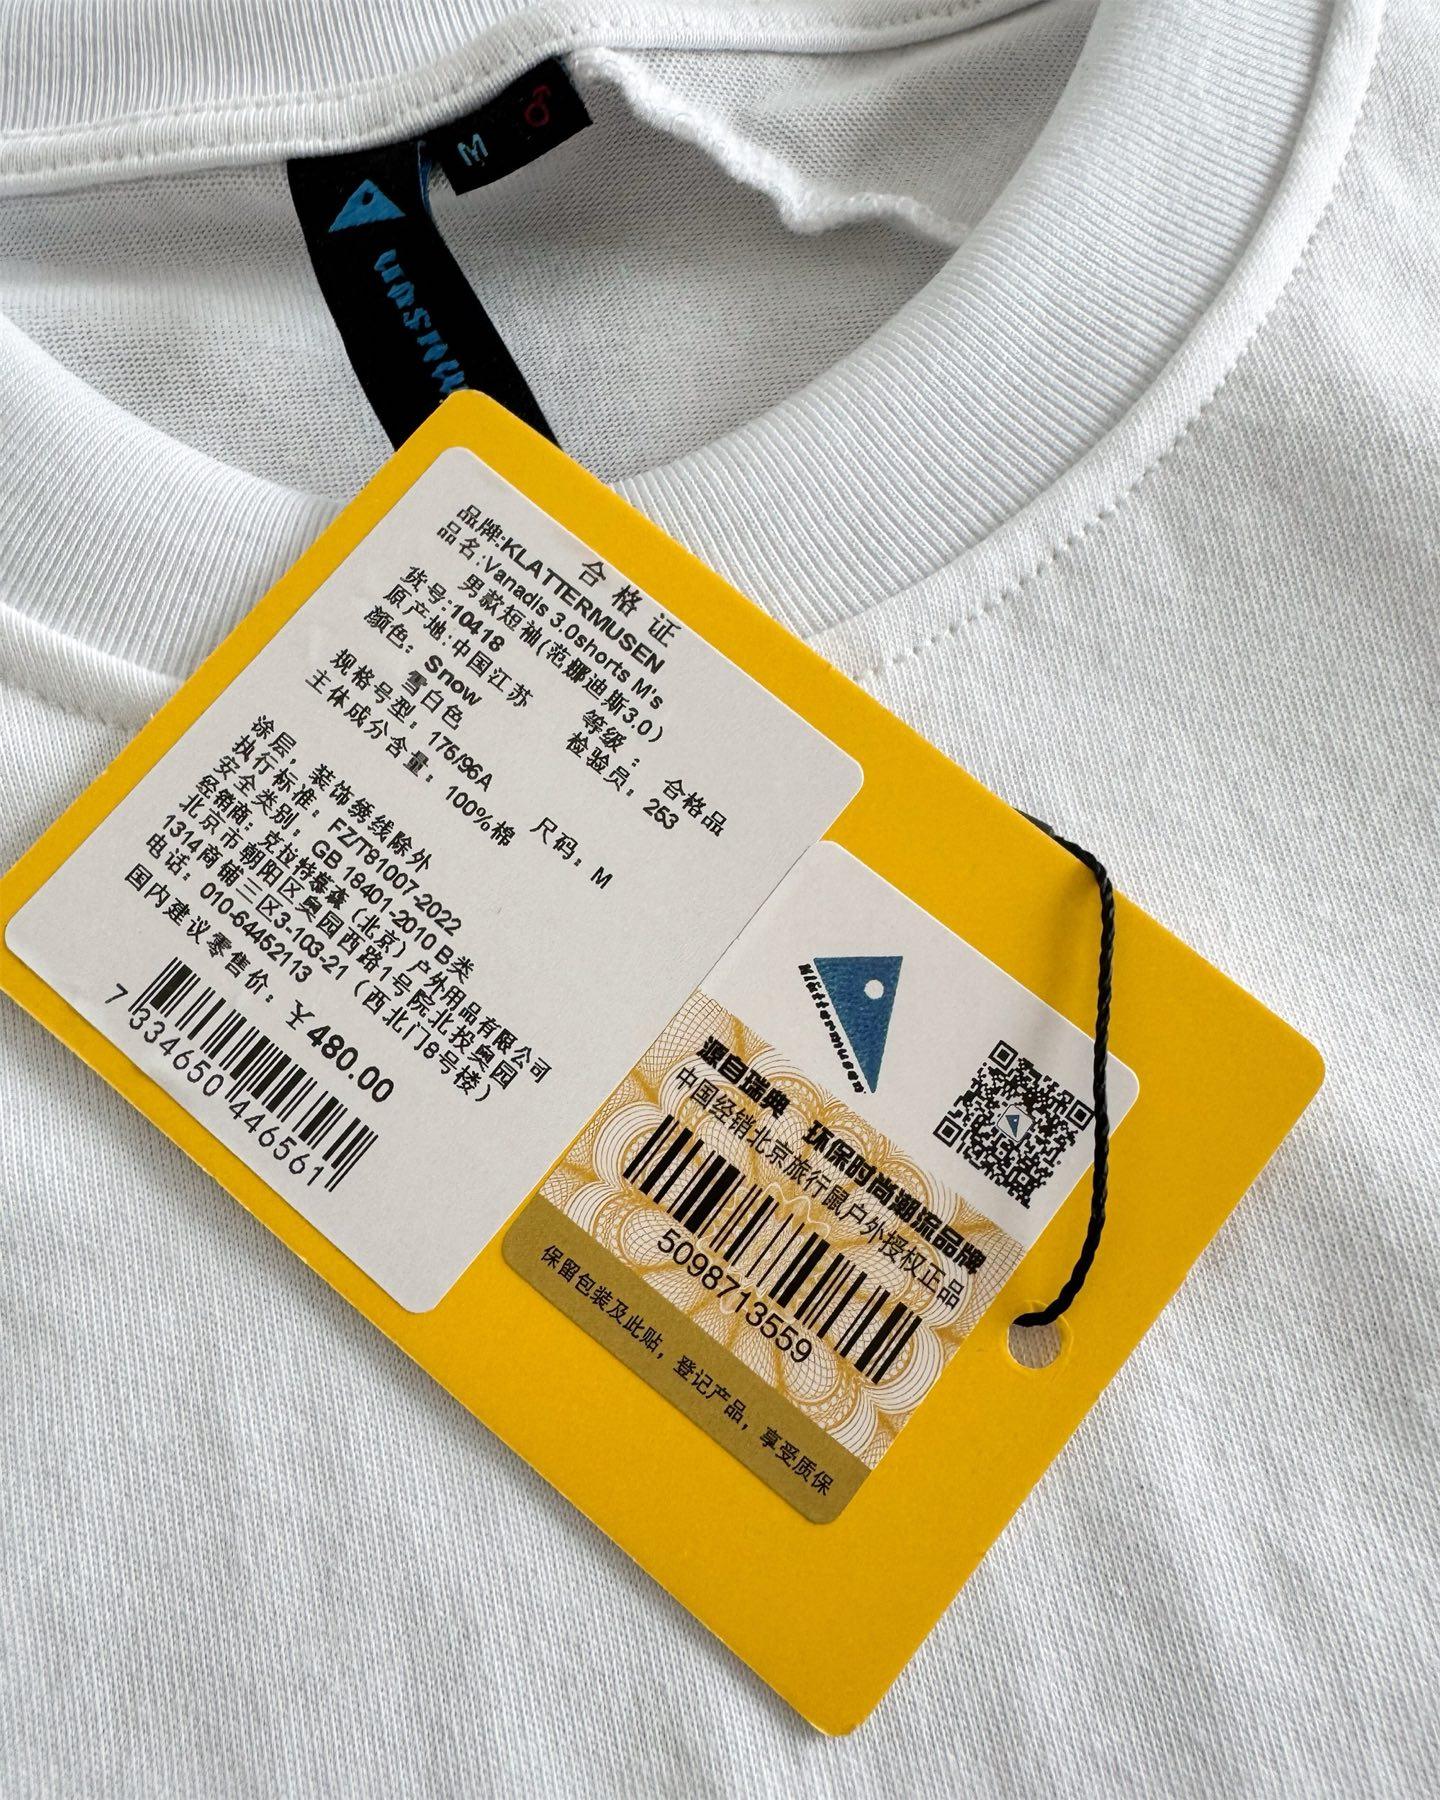 M
合格证
品牌:KLATTERMUSEN
品名:Vanadis 3.0shorts M's
男款短袖(范娜迪斯3.0)
货号:10418
等级: 合格品
原产地:中国江苏
检验员: 253
颜色: Snow
雪白色
规格号型: 175/96A 尺码: M
主体成分含量: 100%棉
涂层, 装饰绣线除外
执行标准: FZ/T81007-2022
安全类别: GB 18401-2010 B类
经销商: 克拉特慕森(北京)户外用品有限公司
北京市朝阳区奥园西路1号院北投奥园
1314商铺三区3-103-21(西北门8号楼)
电话: 010-64452113
国内建议零售价: ¥480.00
7 334650 446561
Klättermusen
源自瑞典 环保时尚潮流品牌
中国经销北京旅行鼠户外授权正品
5098713559
保留包装及此贴, 登记产品, 享受质保